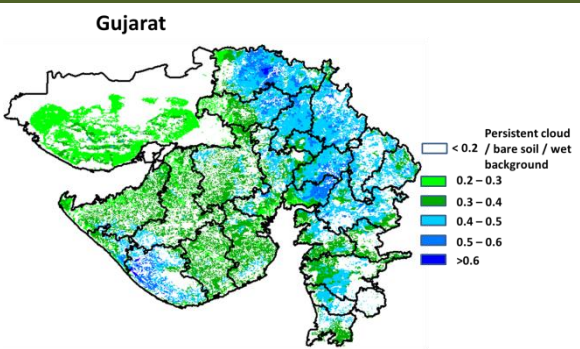 Gujarat
Persistent cloud
< 0.2 / bare soil / wet
background
0.2 – 0.3
0.3 – 0.4
0.4 – 0.5
0.5 – 0.6
>0.6